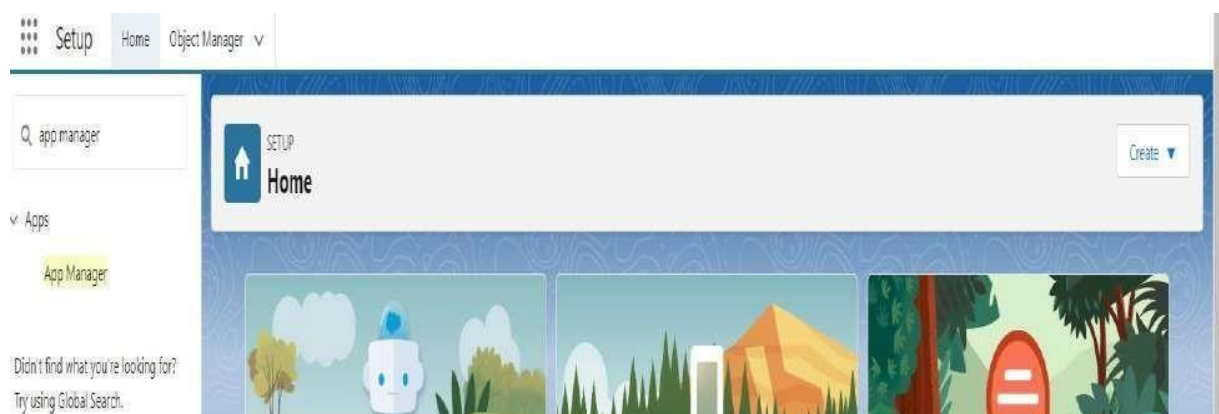 Setup Home Object Manager
app manager
SETUP
Home
Create
Apps
App Manager
Didn't find what you're looking for?
Try using Global Search.